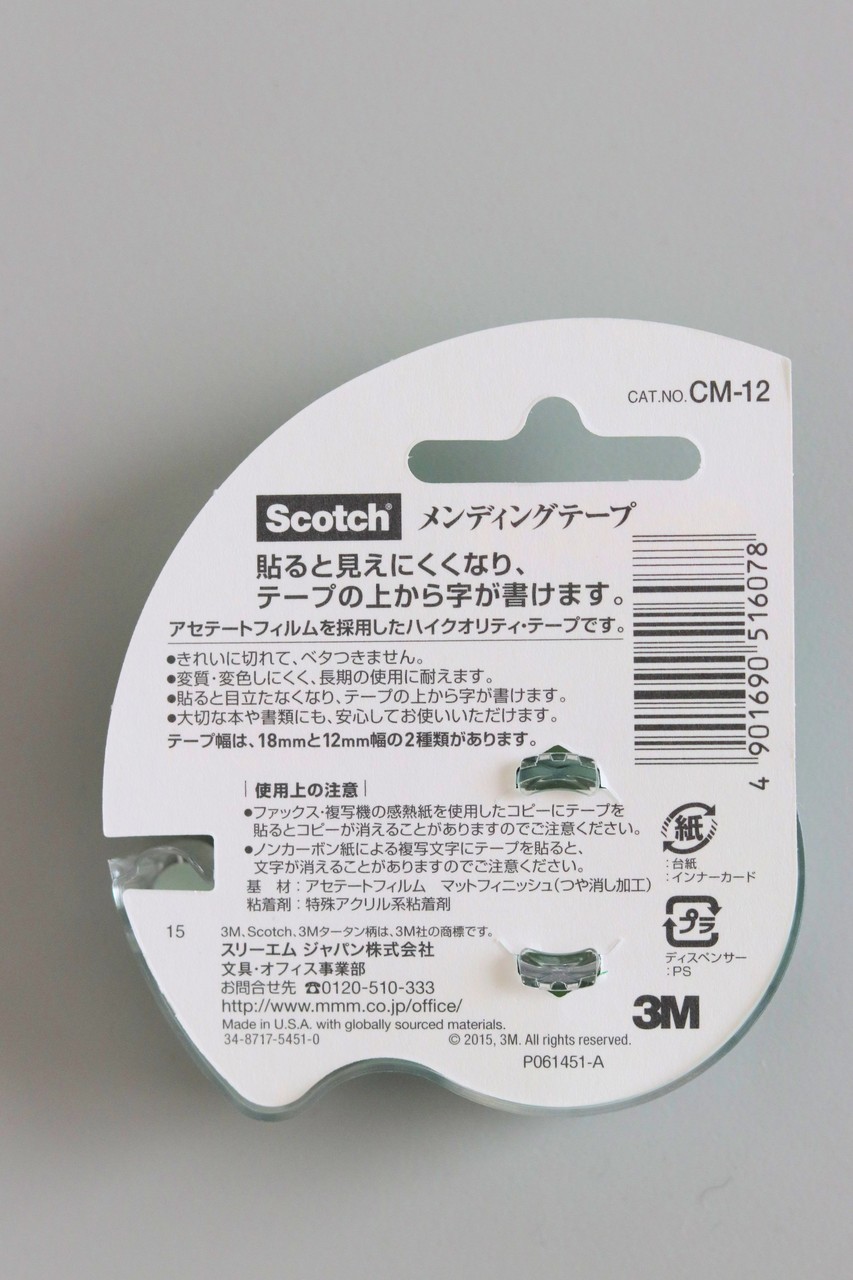 CAT.NO. CM-12
Scotch® メンディングテープ
貼ると見えにくくなり、
テープの上から字が書けます。
アセテートフィルムを採用したハイクオリティ・テープです。
●きれいに切れて、ベタつきません。
●変質・変色しにくく、長期の使用に耐えます。
●貼ると目立たなくなり、テープの上から字が書けます。
●大切な本や書類にも、安心してお使いいただけます。
テープ幅は、18mmと12mm幅の2種類があります。
4 901690 516078
使用上の注意
●ファックス・複写機の感熱紙を使用したコピーにテープを
貼るとコピーが消えることがありますのでご注意ください。
●ノンカーボン紙による複写文字にテープを貼ると、
文字が消えることがありますのでご注意ください。
基 材：アセテートフィルム マットフィニッシュ（つや消し加工）
粘着剤：特殊アクリル系粘着剤
紙
：台紙
：インナーカード
プラ
ディスペンサー
：PS
15
3M、Scotch、3Mタータン柄は、3M社の商標です。
スリーエム ジャパン株式会社
文具・オフィス事業部
お問合せ先 ☎0120-510-333
http://www.mmm.co.jp/office/
Made in U.S.A. with globally sourced materials.
34-8717-5451-0
© 2015, 3M. All rights reserved.
P061451-A
3M